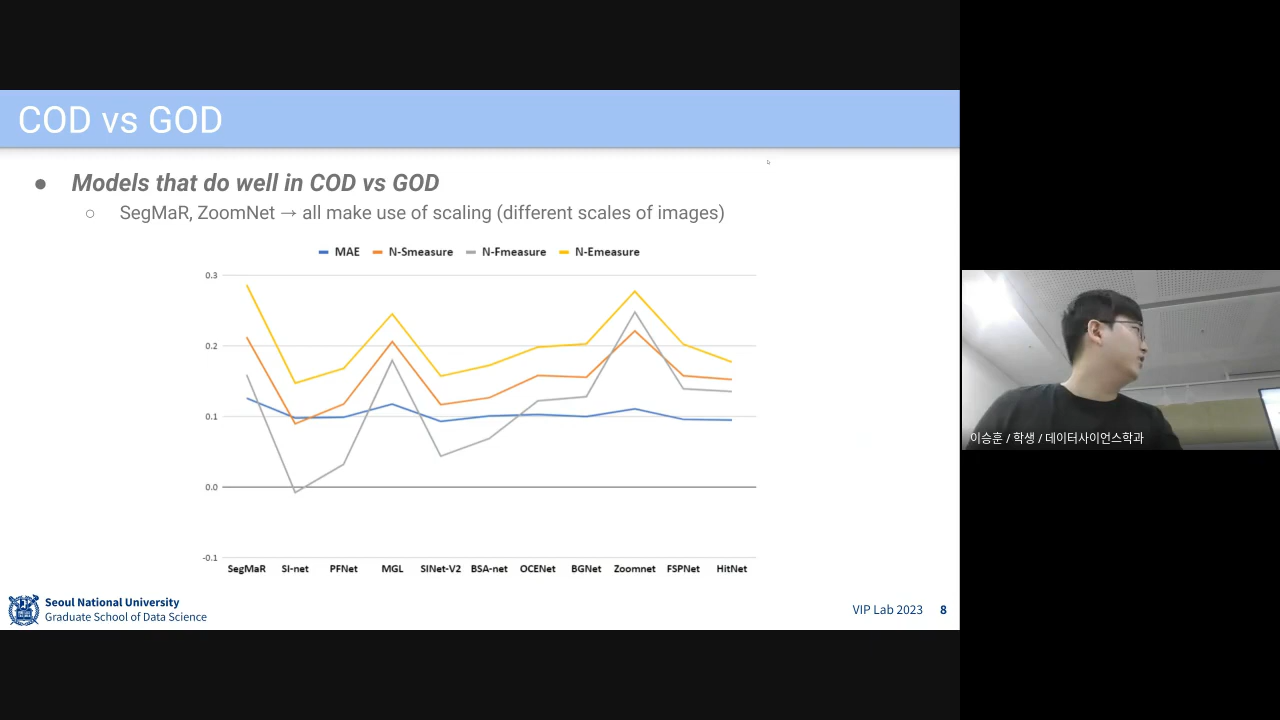 COD vs GOD
● Models that do well in COD vs GOD
○ SegMaR, ZoomNet → all make use of scaling (different scales of images)
MAE N-Smeasure N-Fmeasure N-Emeasure
0.3
0.2
0.1
0.0
-0.1
SegMaR SI-net PFNet MGL SINet-V2 BSA-net OCENet BGNet Zoomnet FSPNet HitNet
Seoul National University
Graduate School of Data Science
VIP Lab 2023 8
이승훈 / 학생 / 데이터사이언스학과